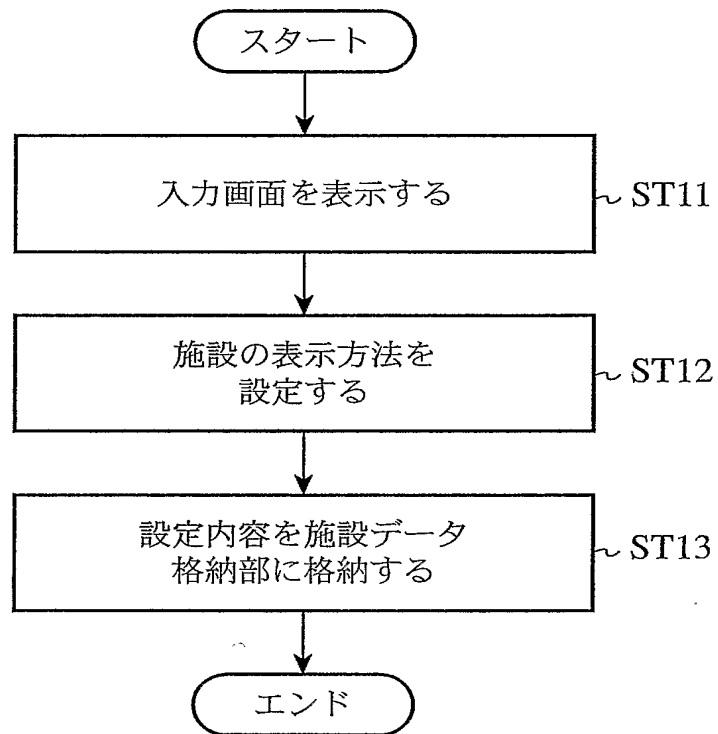 スタート
入力画面を表示する
ST11
施設の表示方法を
設定する
ST12
設定内容を施設データ
格納部に格納する
ST13
エンド